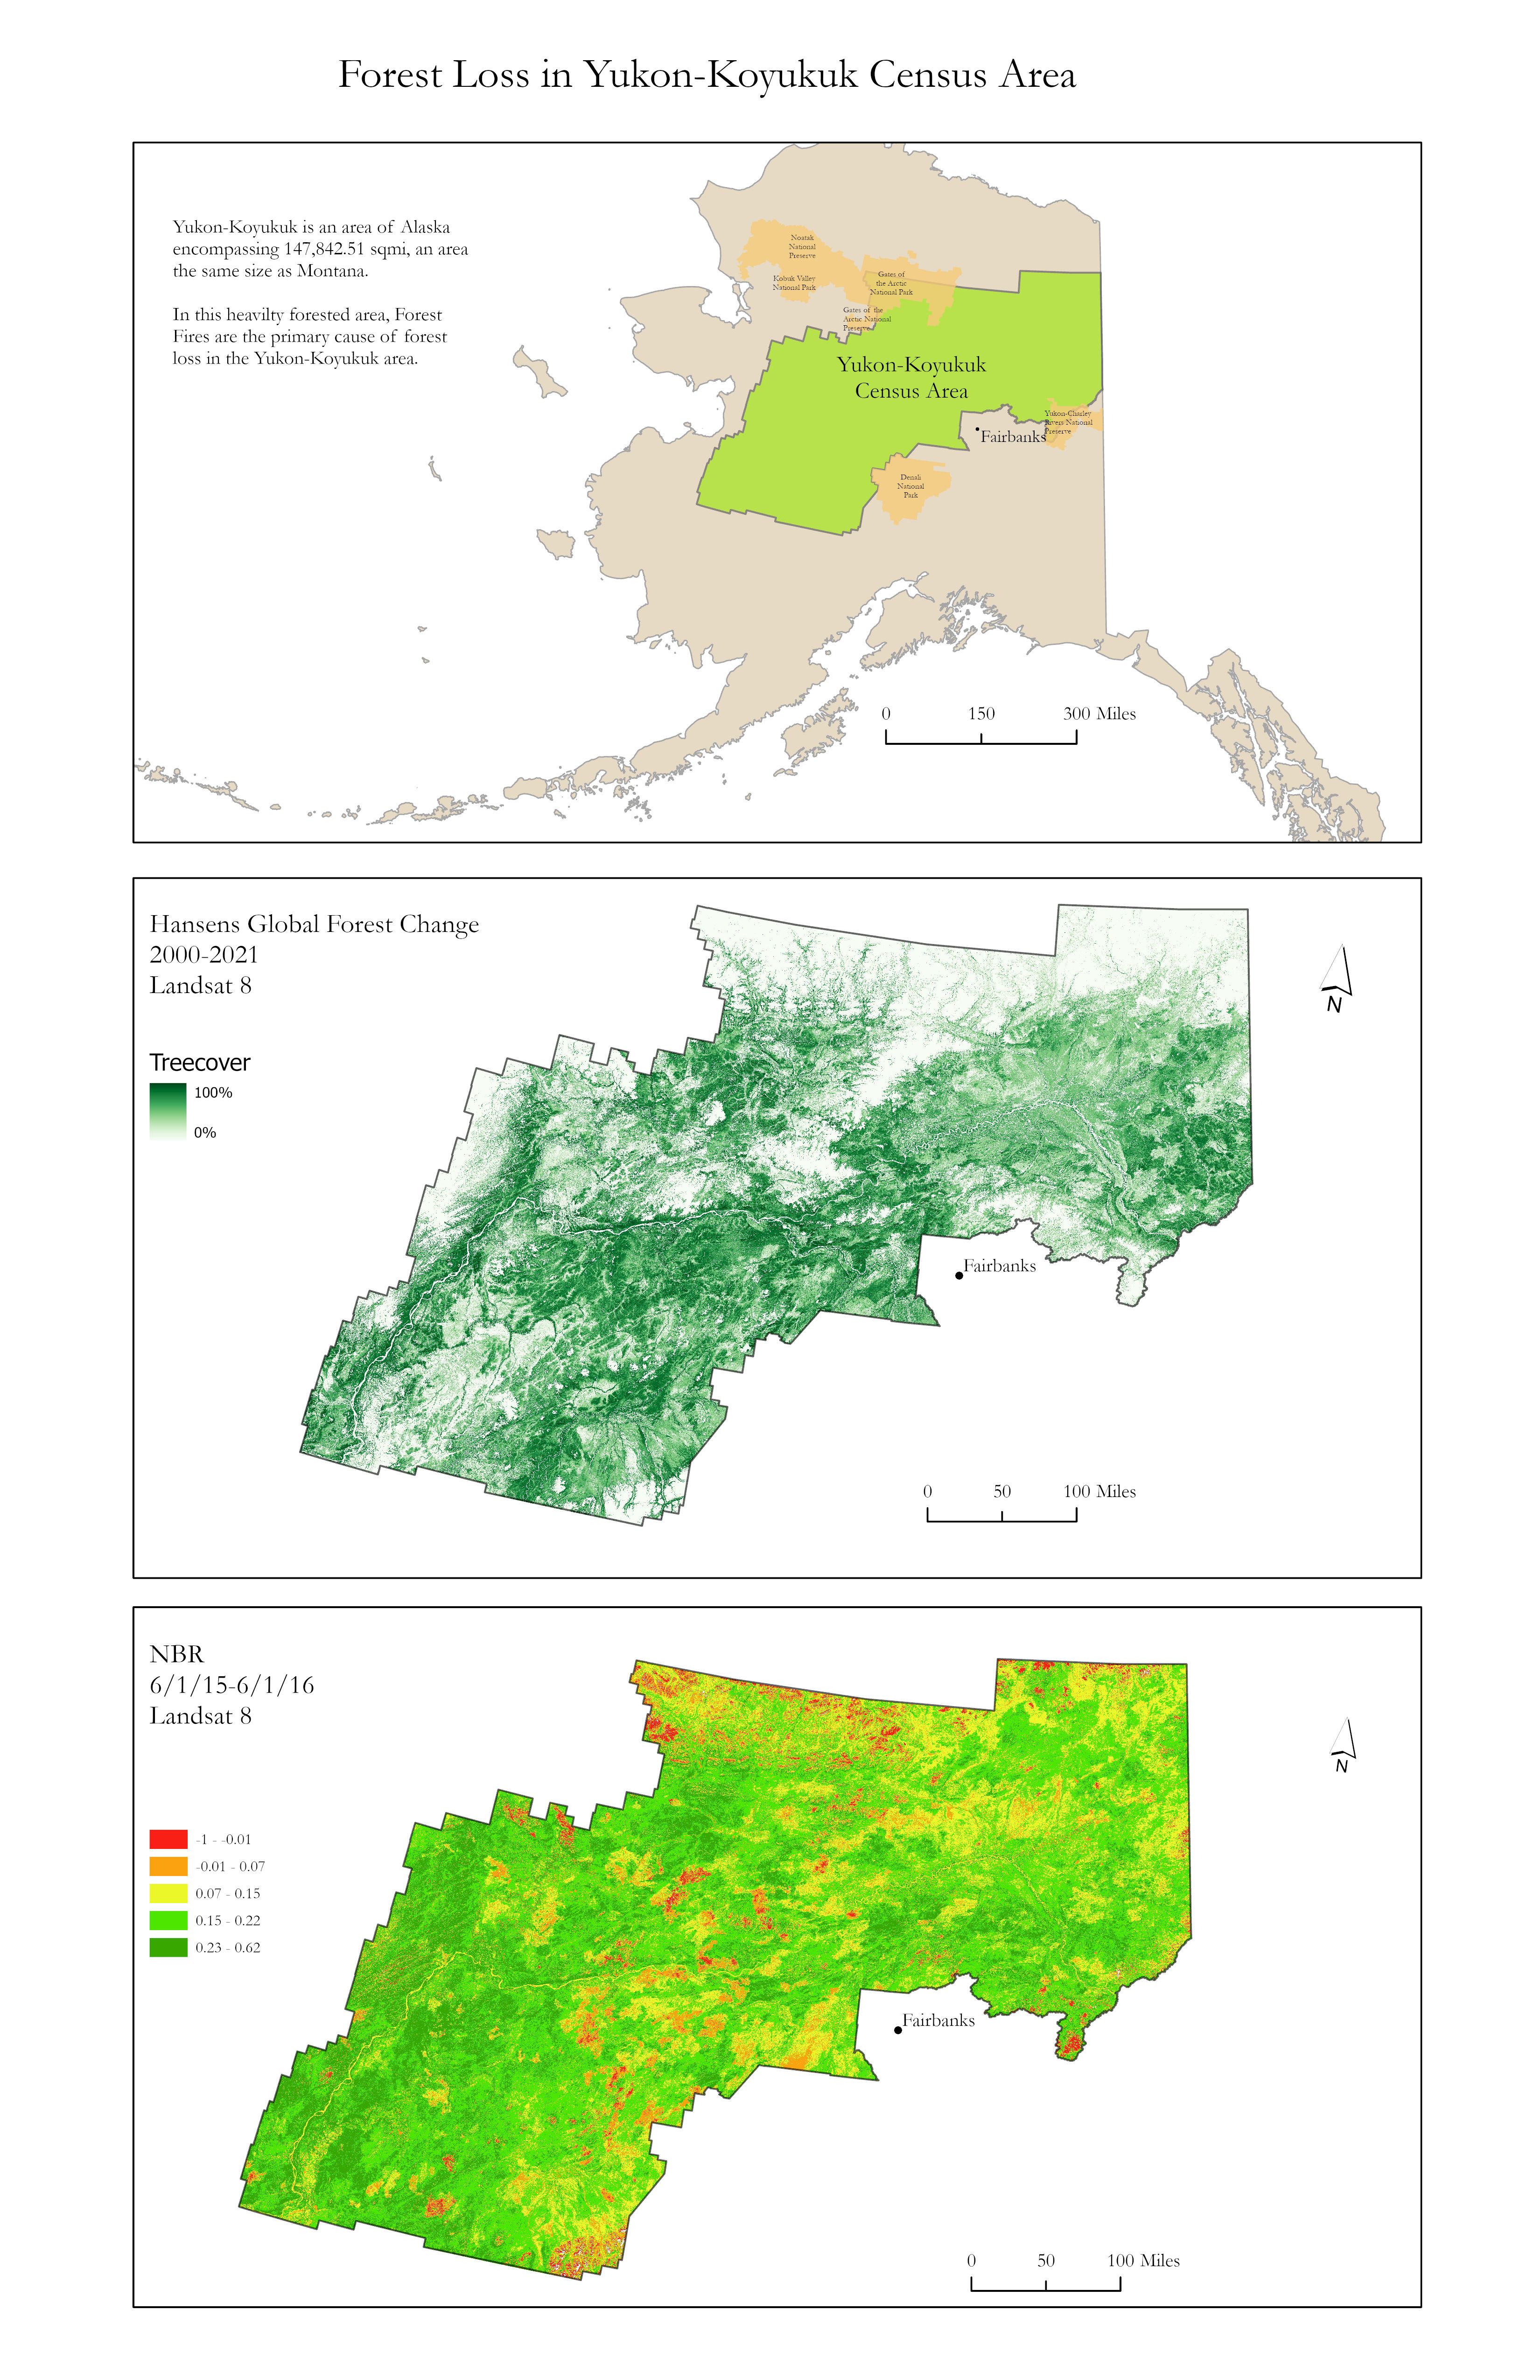 Forest Loss in Yukon-Koyukuk Census Area
Yukon-Koyukuk is an area of Alaska
encompassing 147,842.51 sqmi, an area
the same size as Montana.
In this heavilty forested area, Forest
Fires are the primary cause of forest
loss in the Yukon-Koyukuk area.
Noatak
National
Preserve
Kobuk Valley
National Park
Gates of
the Arctic
National Park
Gates of the
Arctic National
Preserve
Yukon-Koyukuk
Census Area
Yukon-Charley
Rivers National
Preserve
Fairbanks
Denali
National
Park
0 150 300 Miles
Hansens Global Forest Change
2000-2021
Landsat 8
N
Treecover
100%
0%
Fairbanks
0 50 100 Miles
NBR
6/1/15-6/1/16
Landsat 8
N
-1 - -0.01
-0.01 - 0.07
0.07 - 0.15
0.15 - 0.22
0.23 - 0.62
Fairbanks
0 50 100 Miles